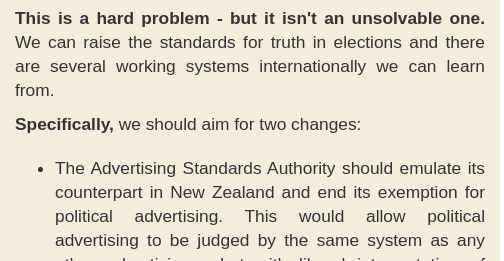 This is a hard problem - but it isn't an unsolvable one.
We can raise the standards for truth in elections and there
are several working systems internationally we can learn
from.
Specifically, we should aim for two changes:
• The Advertising Standards Authority should emulate its
counterpart in New Zealand and end its exemption for
political advertising. This would allow political
advertising to be judged by the same system as any